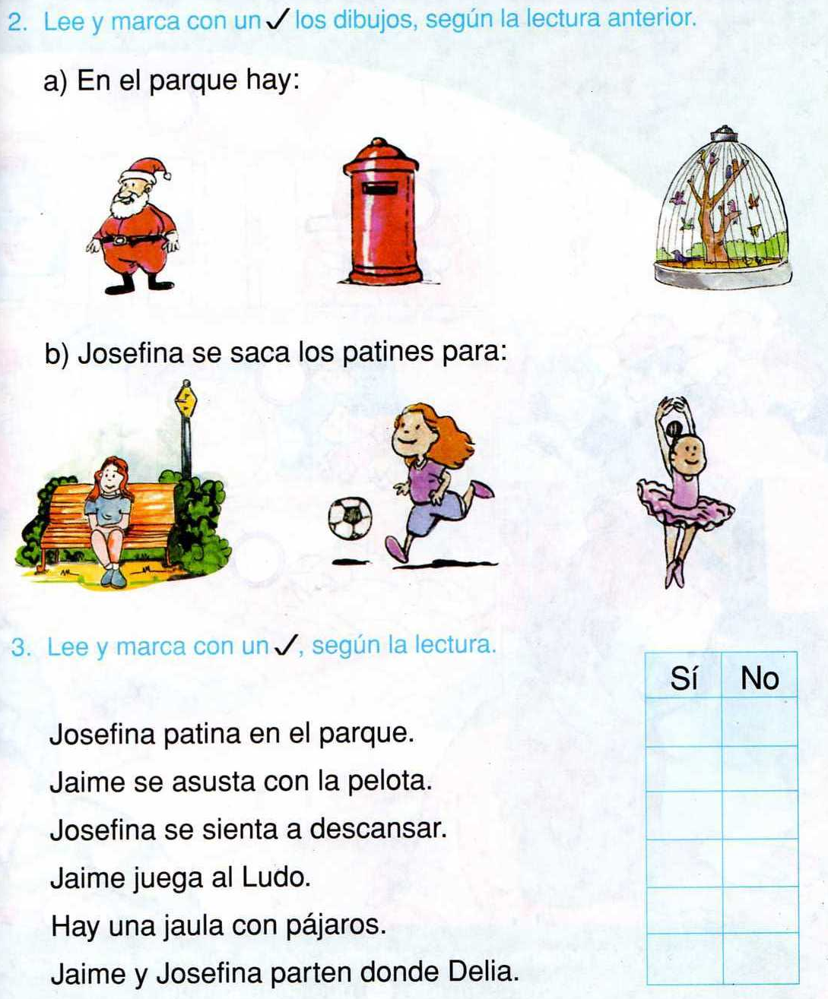 2. Lee y marca con un ✓ los dibujos, según la lectura anterior.
a) En el parque hay:
b) Josefina se saca los patines para:
3. Lee y marca con un ✓, según la lectura.
Sí No
Josefina patina en el parque.
Jaime se asusta con la pelota.
Josefina se sienta a descansar.
Jaime juega al Ludo.
Hay una jaula con pájaros.
Jaime y Josefina parten donde Delia.